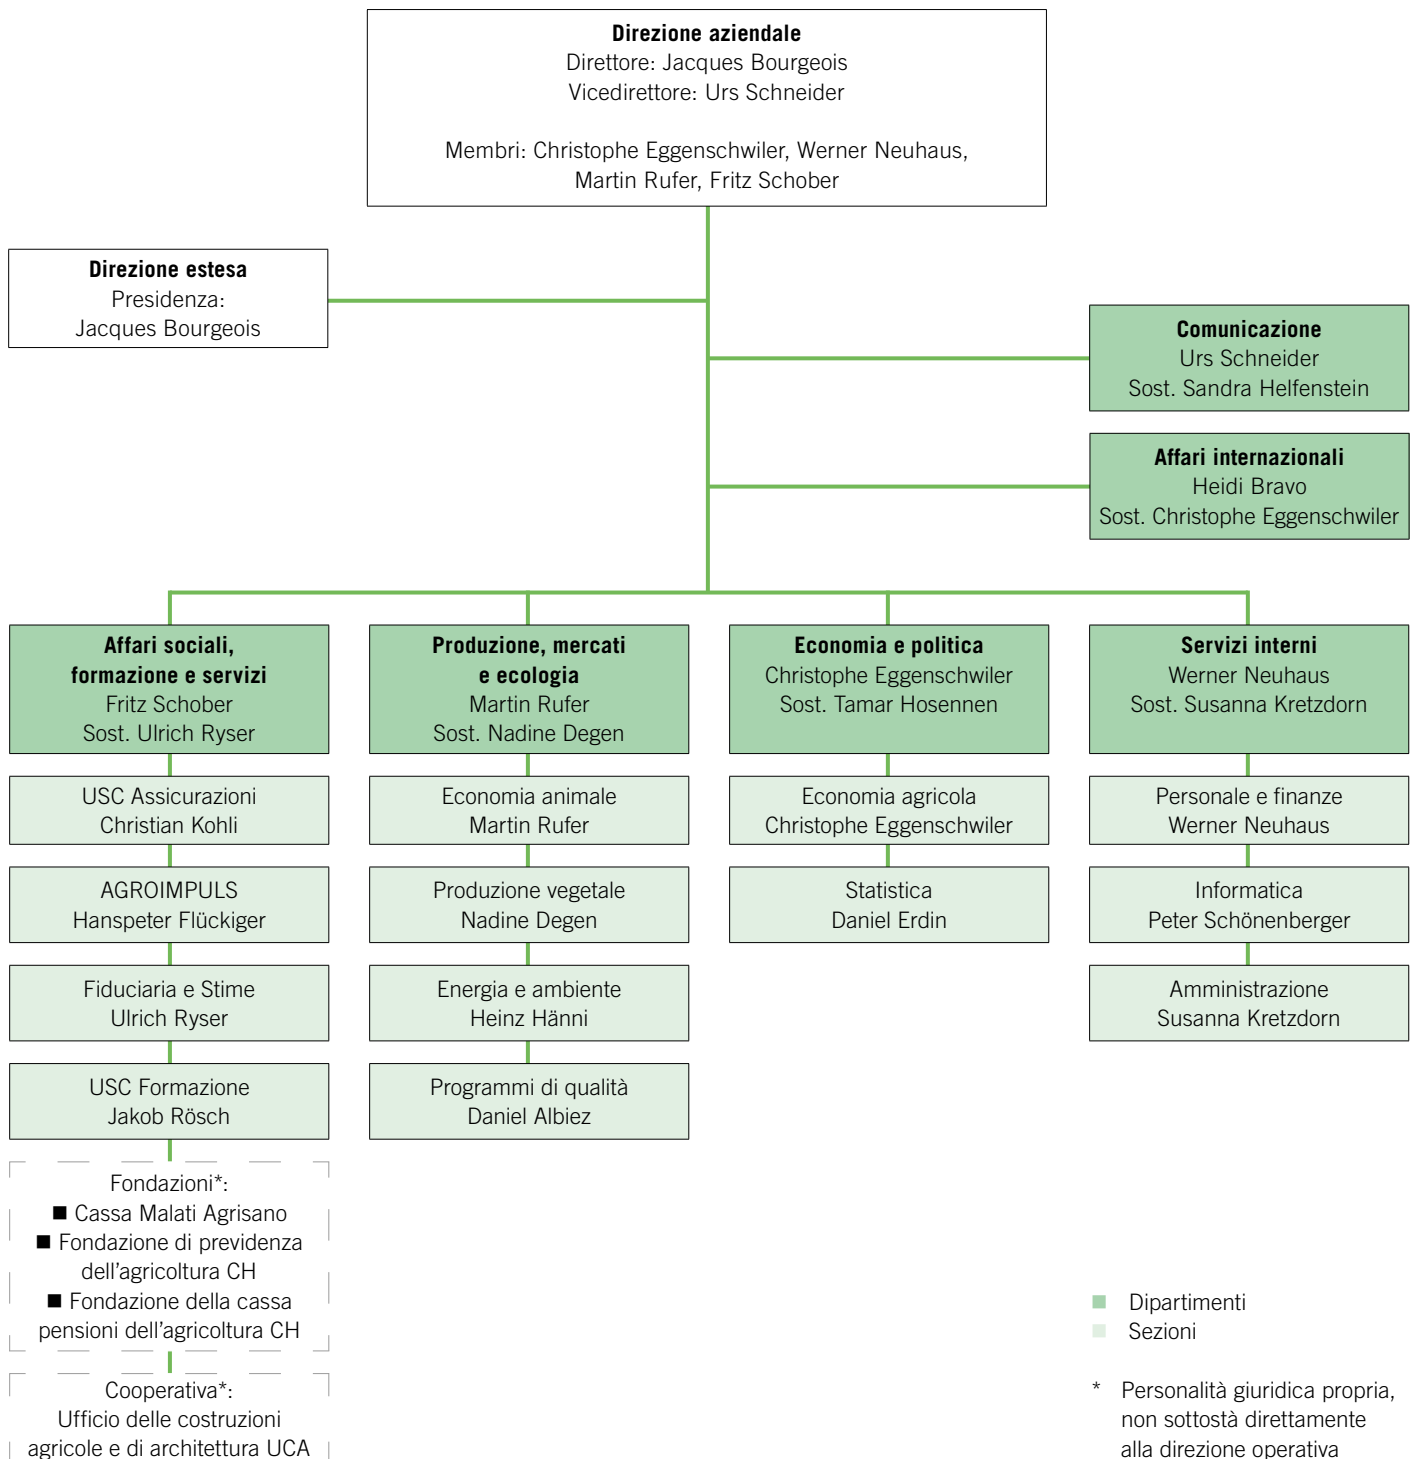 Direzione aziendale
Direttore: Jacques Bourgeois
Vicedirettore: Urs Schneider
Membri: Christophe Eggenschwiler, Werner Neuhaus,
Martin Rufer, Fritz Schober
Direzione estesa
Presidenza:
Jacques Bourgeois
Comunicazione
Urs Schneider
Sost. Sandra Helfenstein
Affari internazionali
Heidi Bravo
Sost. Christophe Eggenschwiler
Affari sociali,
formazione e servizi
Fritz Schober
Sost. Ulrich Ryser
USC Assicurazioni
Christian Kohli
AGROIMPULS
Hanspeter Flückiger
Fiduciaria e Stime
Ulrich Ryser
USC Formazione
Jakob Rösch
Fondazioni*:
■ Cassa Malati Agrisano
■ Fondazione di previdenza
dell'agricoltura CH
■ Fondazione della cassa
pensioni dell'agricoltura CH
Cooperativa*:
Ufficio delle costruzioni
agricole e di architettura UCA
Produzione, mercati
e ecologia
Martin Rufer
Sost. Nadine Degen
Economia animale
Martin Rufer
Produzione vegetale
Nadine Degen
Energia e ambiente
Heinz Hänni
Programmi di qualità
Daniel Albiez
Economia e politica
Christophe Eggenschwiler
Sost. Tamar Hosennen
Economia agricola
Christophe Eggenschwiler
Statistica
Daniel Erdin
Servizi interni
Werner Neuhaus
Sost. Susanna Kretzdorn
Personale e finanze
Werner Neuhaus
Informatica
Peter Schönenberger
Amministrazione
Susanna Kretzdorn
Dipartimenti
Sezioni
* Personalità giuridica propria,
non sottostà direttamente
alla direzione operativa